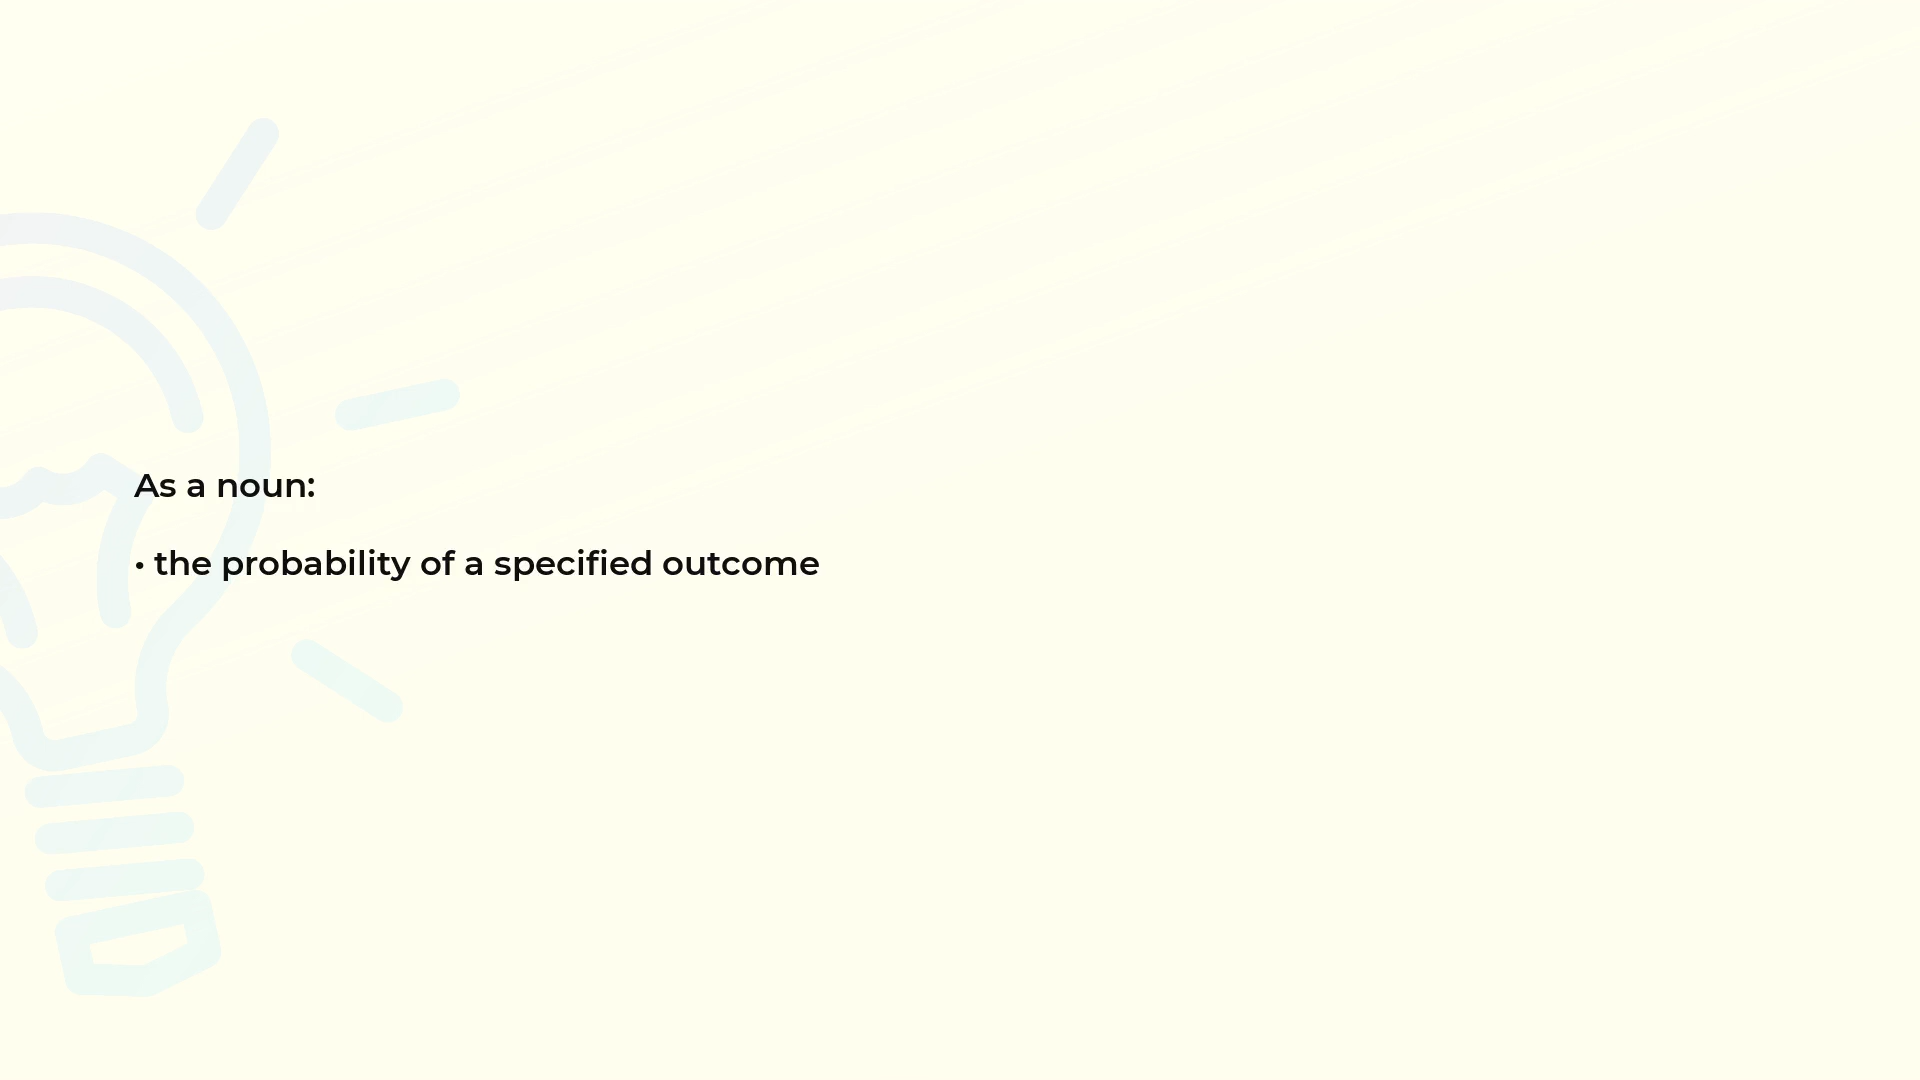 As a noun:
• the probability of a specified outcome